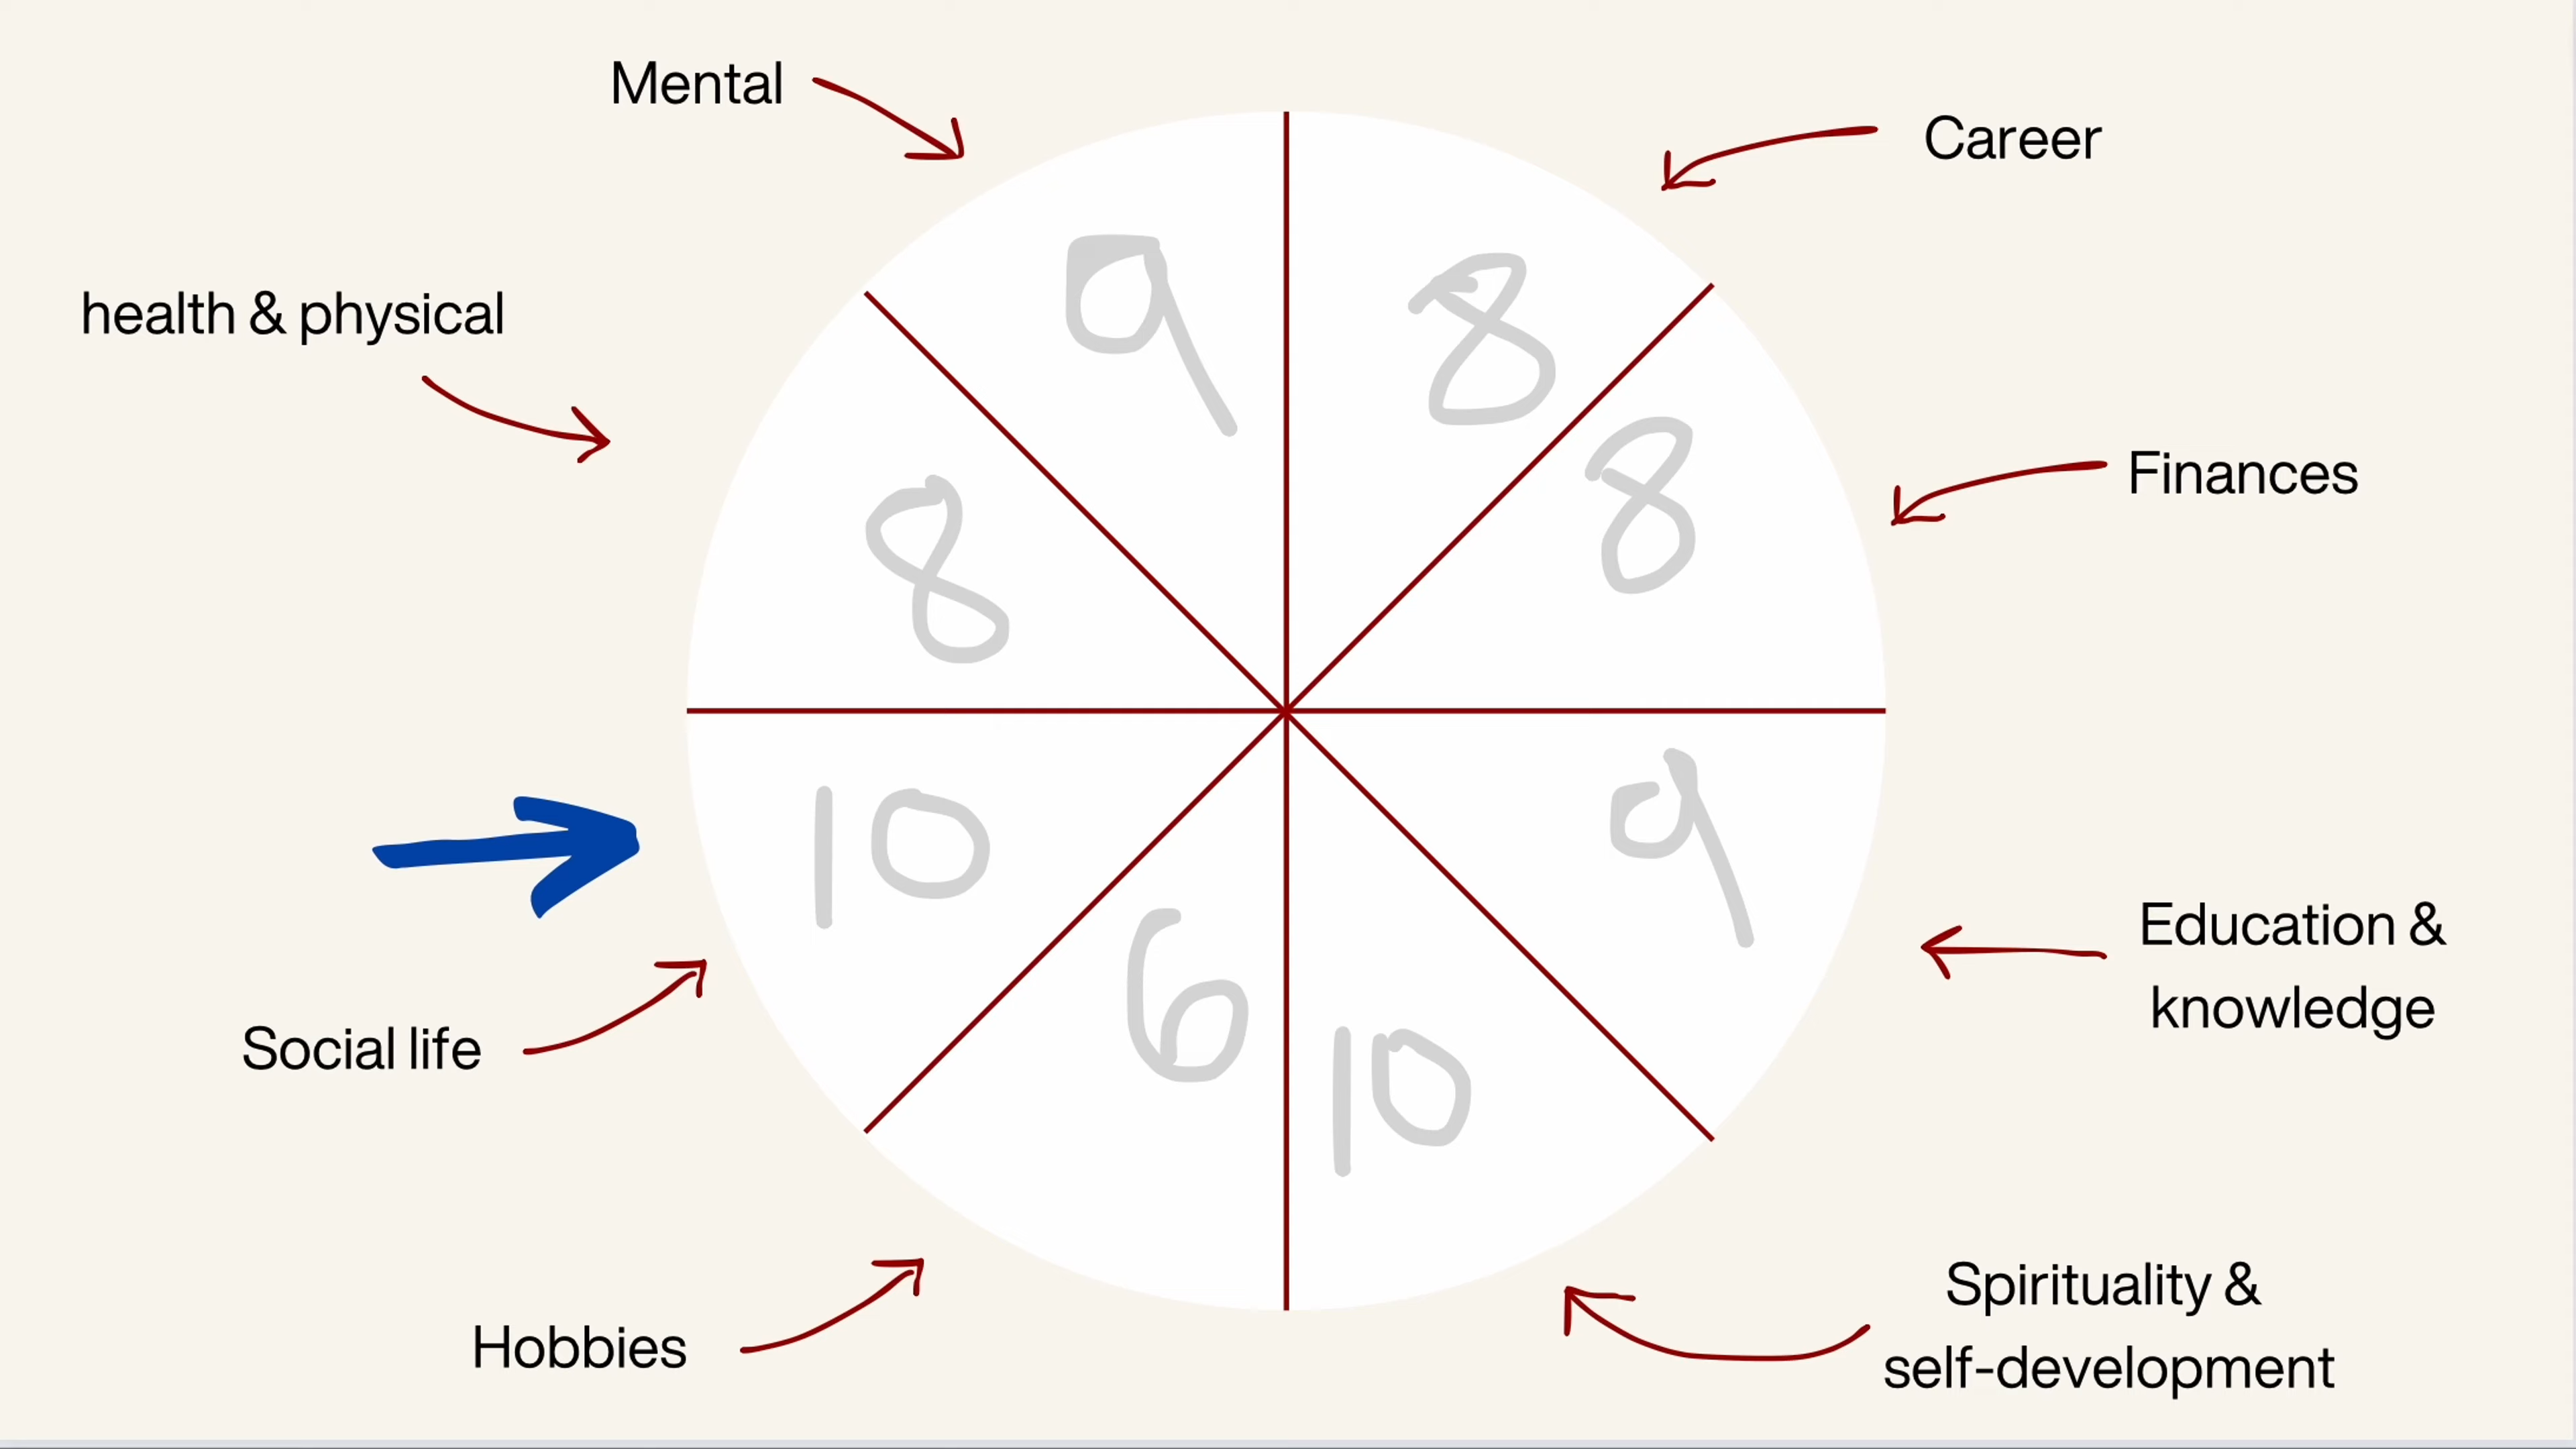 Mental
Career
health & physical
Finances
9
8
8
8
10
9
6
10
Education &
knowledge
Social life
Spirituality &
self-development
Hobbies